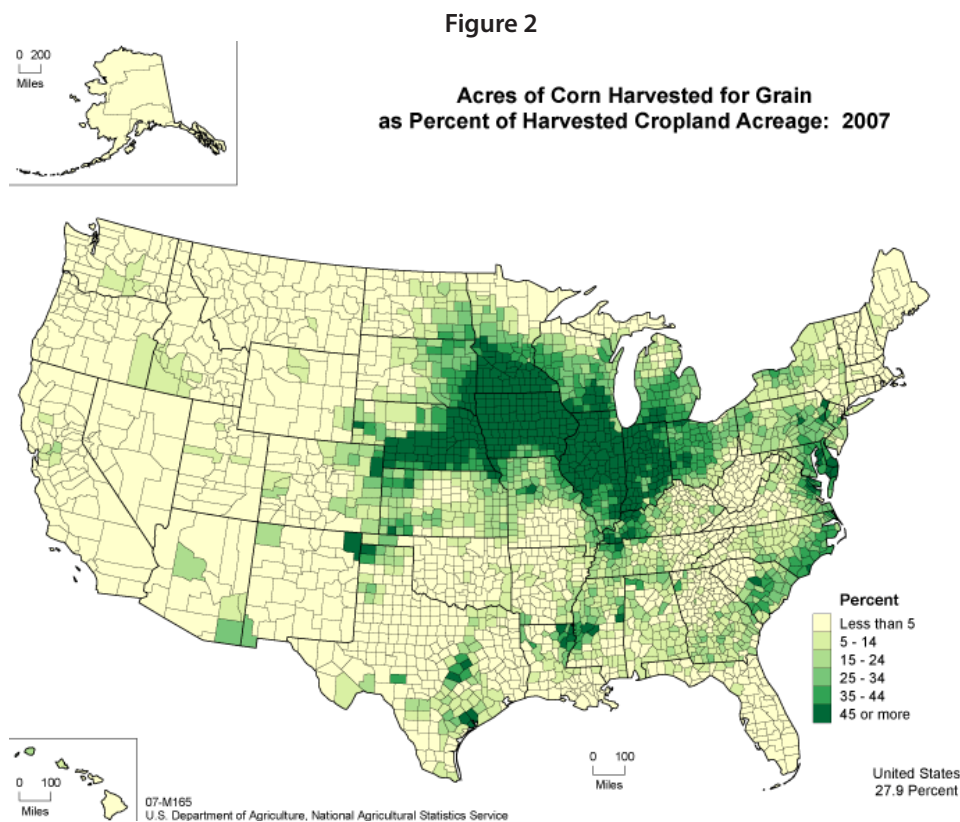 Figure 2
0 200
Miles
Acres of Corn Harvested for Grain
as Percent of Harvested Cropland Acreage: 2007
Percent
Less than 5
5 - 14
15 - 24
25 - 34
35 - 44
45 or more
0 100
Miles
0 100
Miles
United States
27.9 Percent
07-M165
U.S. Department of Agriculture, National Agricultural Statistics Service